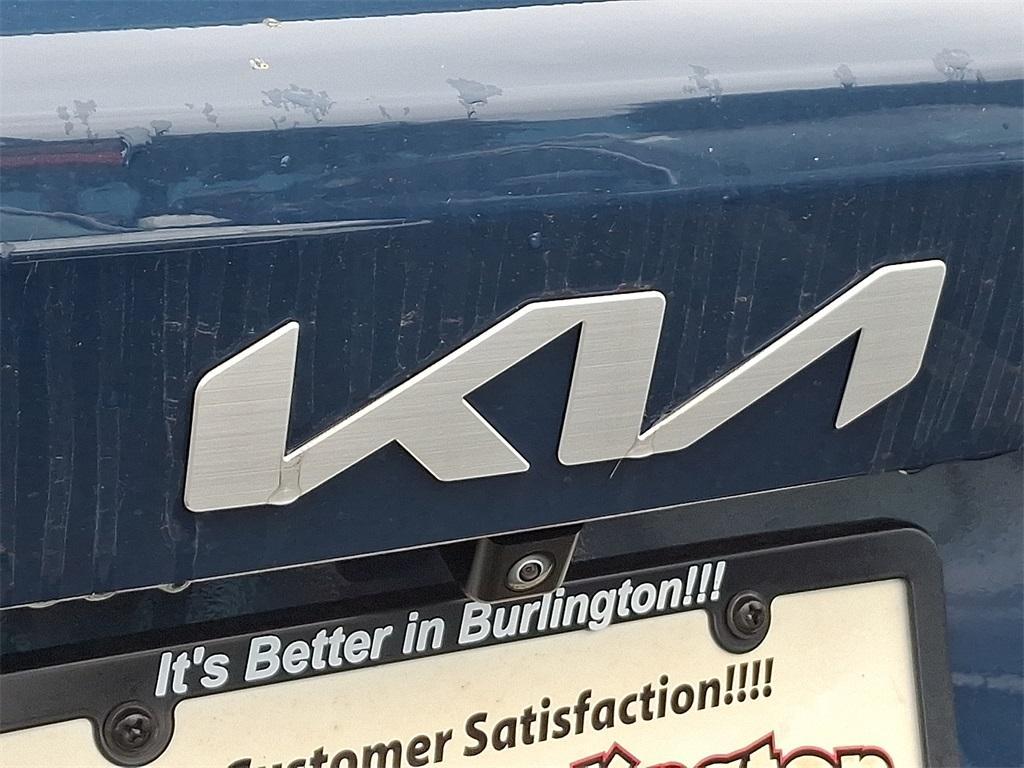 KIA
It's Better in Burlington!!!
Customer Satisfaction!!!!